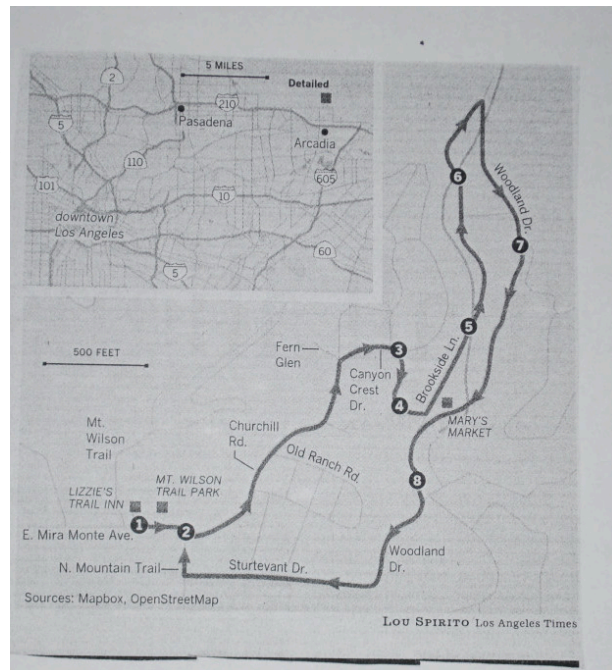 5 MILES
Detailed
2
210
Pasadena
5
Arcadia
110
605
101
10
downtown
Los Angeles
60
5
6
Woodland Dr.
7
500 FEET
Fern
Glen
3
5
Canyon
Crest
Dr.
Brookside Ln.
4
MARY'S
MARKET
Mt.
Wilson
Trail
Churchill
Rd.
Old Ranch Rd.
8
LIZZIE'S
TRAIL INN
MT. WILSON
TRAIL PARK
1
2
E. Mira Monte Ave.
Woodland
Dr.
N. Mountain Trail
Sturtevant Dr.
Sources: Mapbox, OpenStreetMap
LOU SPIRITO Los Angeles Times